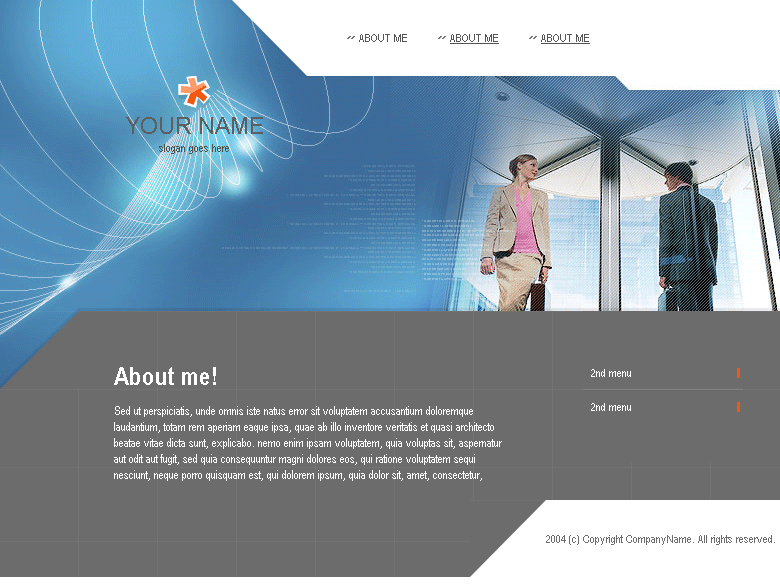 ~ ABOUT ME ~ ABOUT ME ~ ABOUT ME
YOUR NAME
slogan goes here
About me!
Sed ut perspiciatis, unde omnis iste natus error sit voluptatem accusantium doloremque
laudantium, totam rem aperiam eaque ipsa, quae ab illo inventore veritatis et quasi architecto
beatae vitae dicta sunt, explicabo. nemo enim ipsam voluptatem, quia voluptas sit, aspernatur
aut odit aut fugit, sed quia consequuntur magni dolores eos, qui ratione voluptatem sequi
nesciunt, neque porro quisquam est, qui dolorem ipsum, quia dolor sit, amet, consectetur,
2nd menu
2nd menu
2004 (c) Copyright CompanyName. All rights reserved.